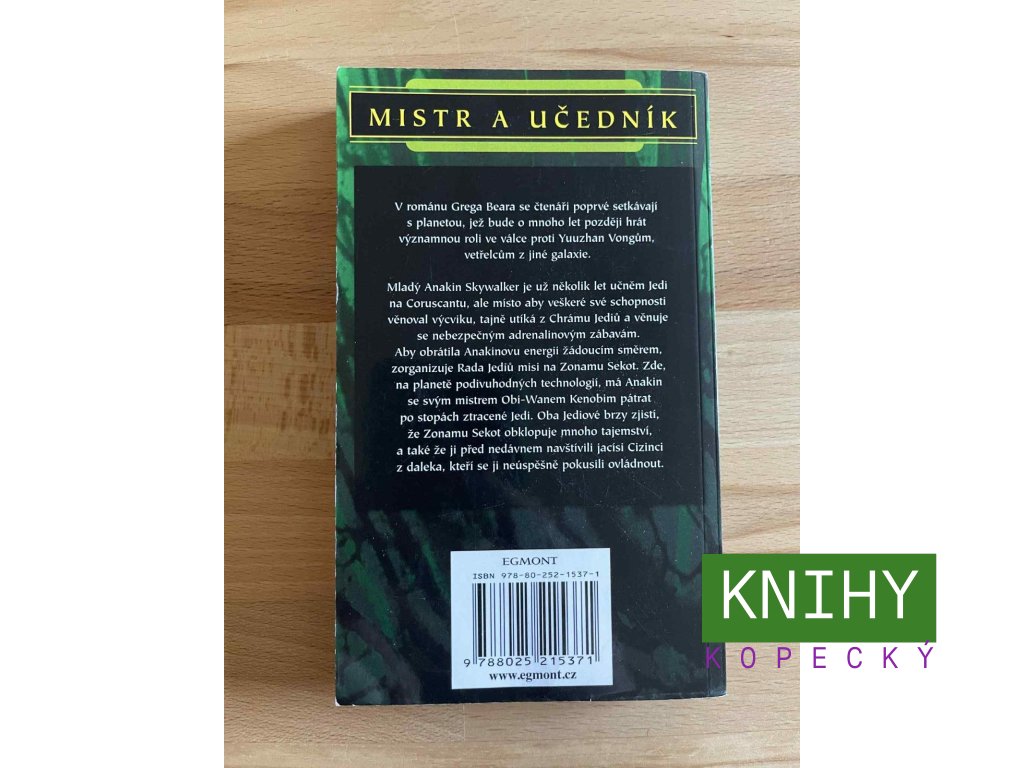 MISTR A UČEDNÍK
V románu Grega Beara se čtenáři poprvé setkávají
s planetou, jež bude o mnoho let později hrát
významnou roli ve válce proti Yuuzhan Vongům,
vetřelcům z jiné galaxie.
Mladý Anakin Skywalker je už několik let učněm Jedi
na Coruscantu, ale místo aby veškeré své schopnosti
věnoval výcviku, tajně utíká z Chrámu Jediů a věnuje
se nebezpečným adrenalinovým zábavám.
Aby obrátila Anakinovu energii žádoucím směrem,
zorganizuje Rada Jediů misi na Zonamu Sekot. Zde,
na planetě podivuhodných technologií, má Anakin
se svým mistrem Obi-Wanem Kenobim pátrat
po stopách ztracené Jedi. Oba Jediové brzy zjistí,
že Zonamu Sekot obklopuje mnoho tajemství,
a také že ji před nedávnem navštívili jacísi Cizinci
z daleka, kteří se ji neúspěšně pokusili ovládnout.
EGMONT
ISBN 978-80-252-1537-1
9 788025 215371
www.egmont.cz
KNIHY
KOPECKÝ